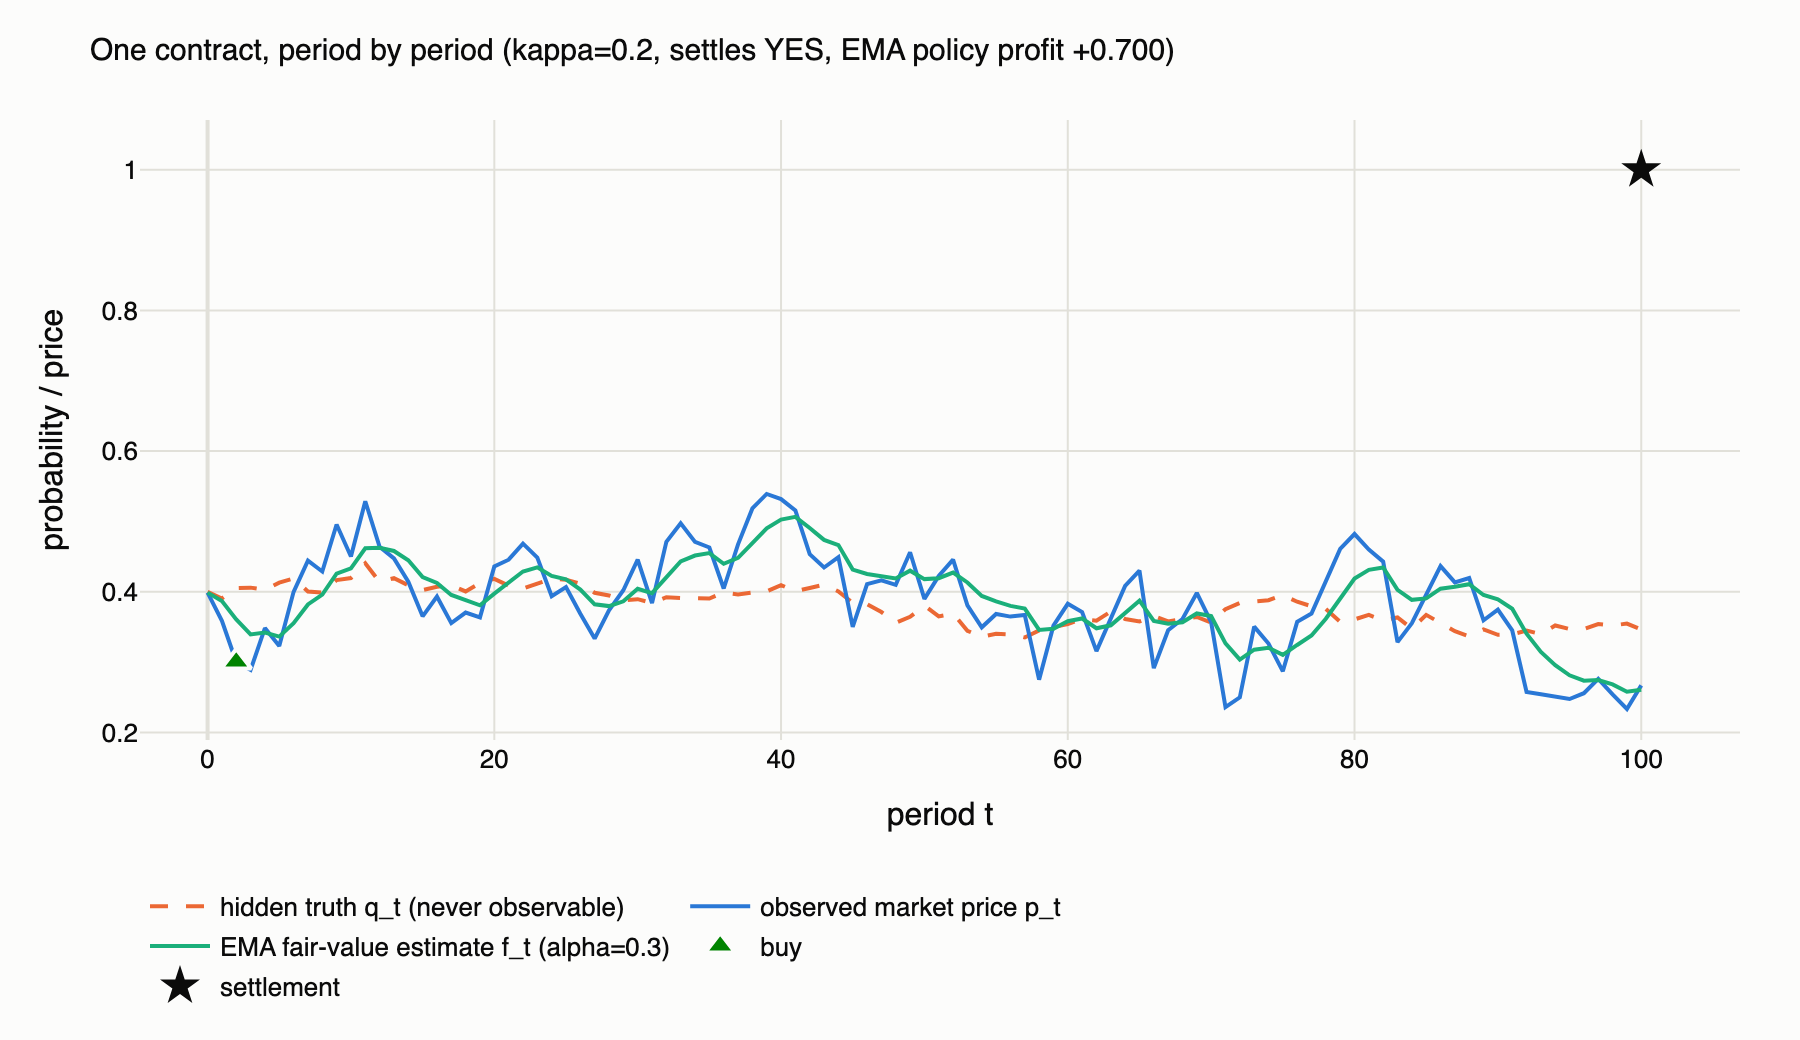 One contract, period by period (kappa=0.2, settles YES, EMA policy profit +0.700)
probability / price
1
0.8
0.6
0.4
0.2
0 20 40 60 80 100
period t
hidden truth q_t (never observable) observed market price p_t
EMA fair-value estimate f_t (alpha=0.3) buy
settlement